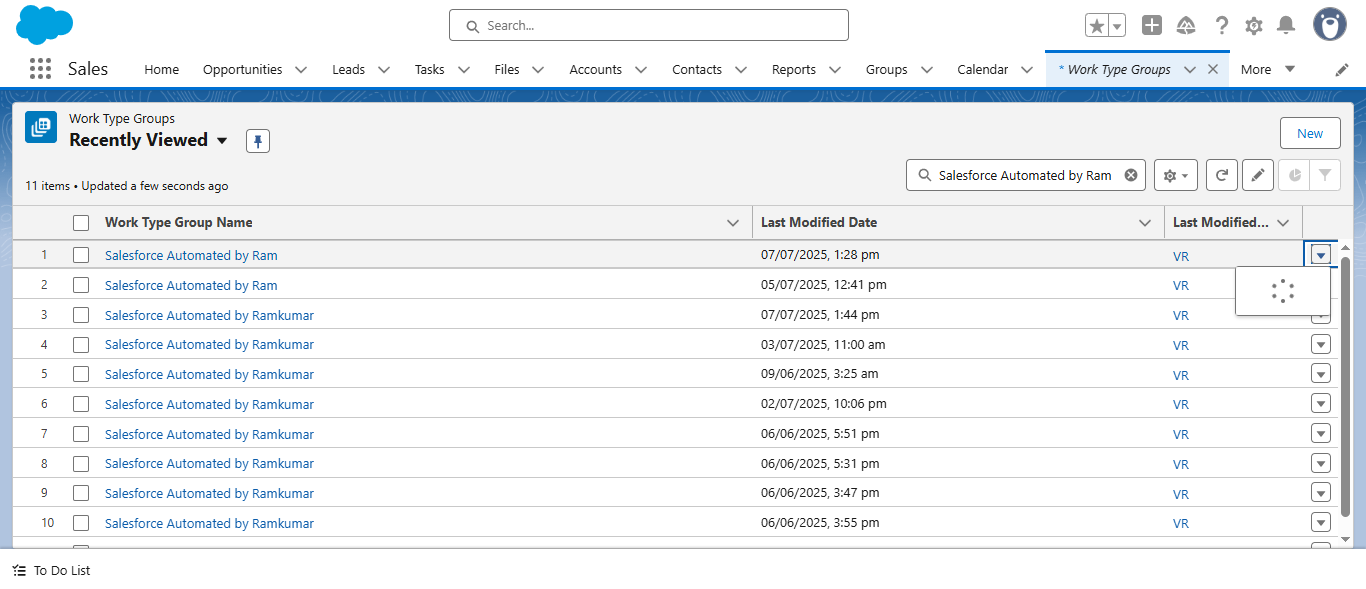 Search...
Sales
Home
Opportunities
Leads
Tasks
Files
Accounts
Contacts
Reports
Groups
Calendar
* Work Type Groups
More
Work Type Groups
Recently Viewed
New
11 items • Updated a few seconds ago
Salesforce Automated by Ram
Work Type Group Name
Last Modified Date
Last Modified...
1 Salesforce Automated by Ram 07/07/2025, 1:28 pm VR
2 Salesforce Automated by Ram 05/07/2025, 12:41 pm VR
3 Salesforce Automated by Ramkumar 07/07/2025, 1:44 pm VR
4 Salesforce Automated by Ramkumar 03/07/2025, 11:00 am VR
5 Salesforce Automated by Ramkumar 09/06/2025, 3:25 am VR
6 Salesforce Automated by Ramkumar 02/07/2025, 10:06 pm VR
7 Salesforce Automated by Ramkumar 06/06/2025, 5:51 pm VR
8 Salesforce Automated by Ramkumar 06/06/2025, 5:31 pm VR
9 Salesforce Automated by Ramkumar 06/06/2025, 3:47 pm VR
10 Salesforce Automated by Ramkumar 06/06/2025, 3:55 pm VR
To Do List